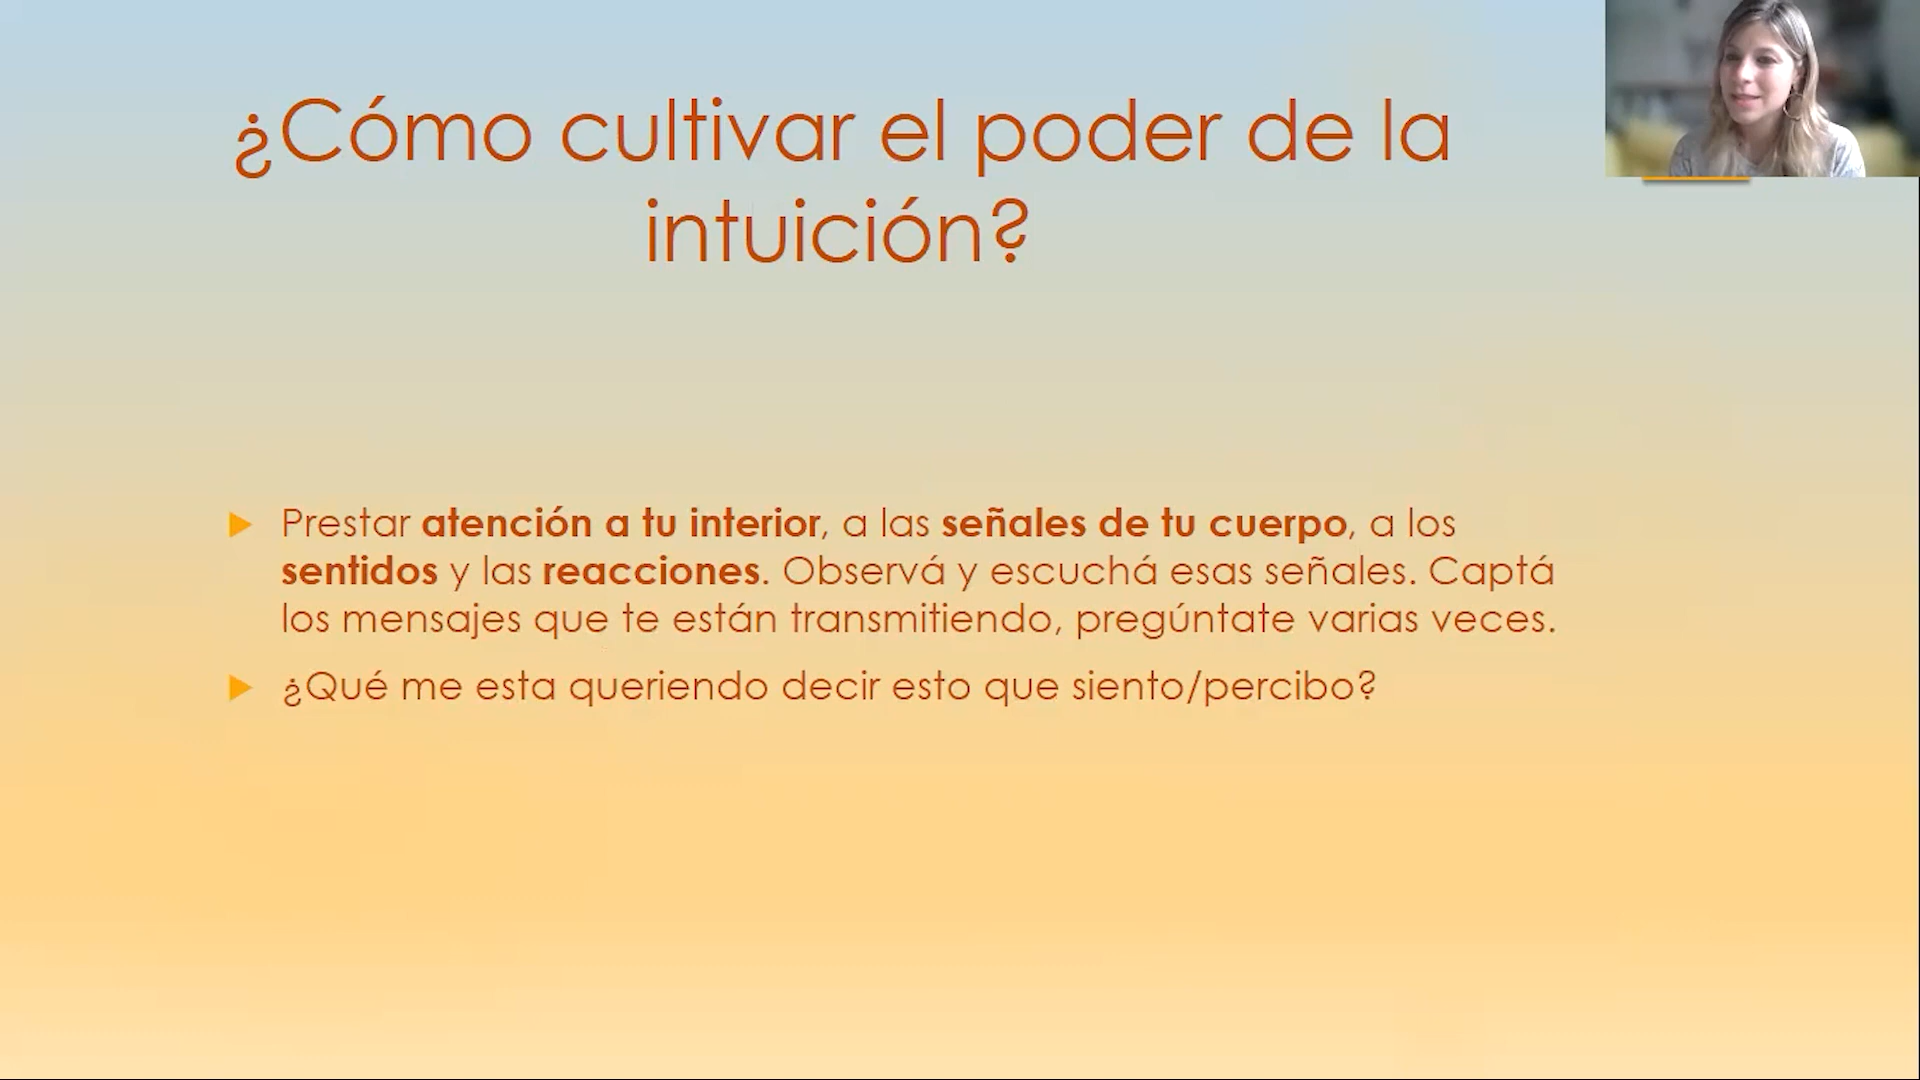 ¿Cómo cultivar el poder de la
intuición?
Prestar atención a tu interior, a las señales de tu cuerpo, a los
sentidos y las reacciones. Observá y escuchá esas señales. Captá
los mensajes que te están transmitiendo, pregúntate varias veces.
¿Qué me esta queriendo decir esto que siento/percibo?